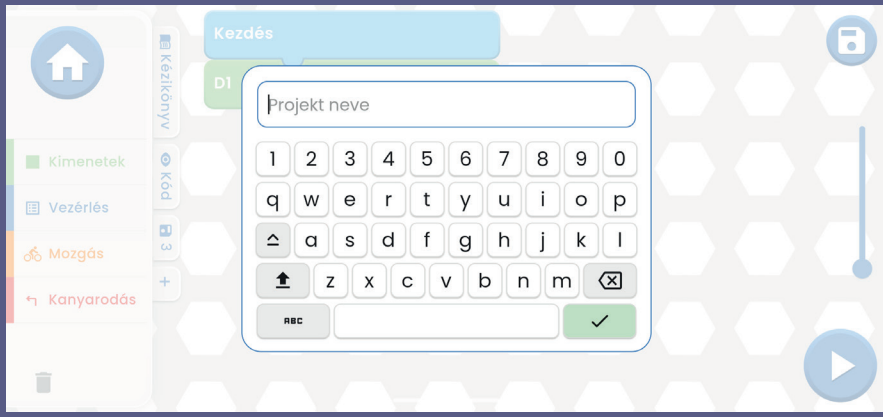 Kezdés
D1
Kézikönyv
Kód
3
+
Kimenetek
Vezérlés
Mozgás
Kanyarodás
Projekt neve
1 2 3 4 5 6 7 8 9 0
q w e r t y u i o p
a s d f g h j k l
z x c v b n m
ABC